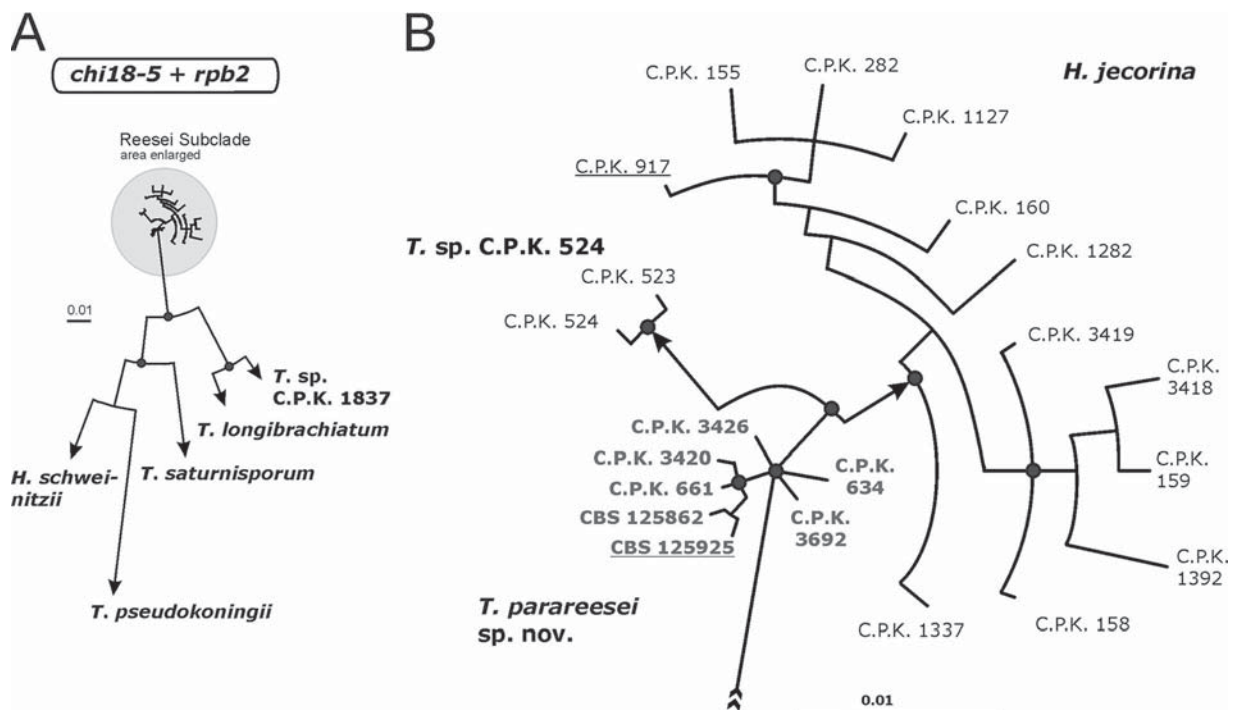 A
chi18-5 + rpb2
Reesei Subclade
area enlarged
0.01
T. sp.
C.P.K. 1837
T. longibrachiatum
T. saturnisporum
H. schwei-
nitzii
T. pseudokoningii
B
H. jecorina
C.P.K. 155
C.P.K. 282
C.P.K. 1127
C.P.K. 917
C.P.K. 160
T. sp. C.P.K. 524
C.P.K. 1282
C.P.K. 523
C.P.K. 524
C.P.K. 3419
C.P.K.
3418
C.P.K. 3426
C.P.K. 3420
C.P.K. 661
C.P.K.
634
C.P.K.
159
CBS 125862
C.P.K.
3692
CBS 125925
C.P.K.
1392
T. parareesei
sp. nov.
C.P.K. 1337
C.P.K. 158
0.01